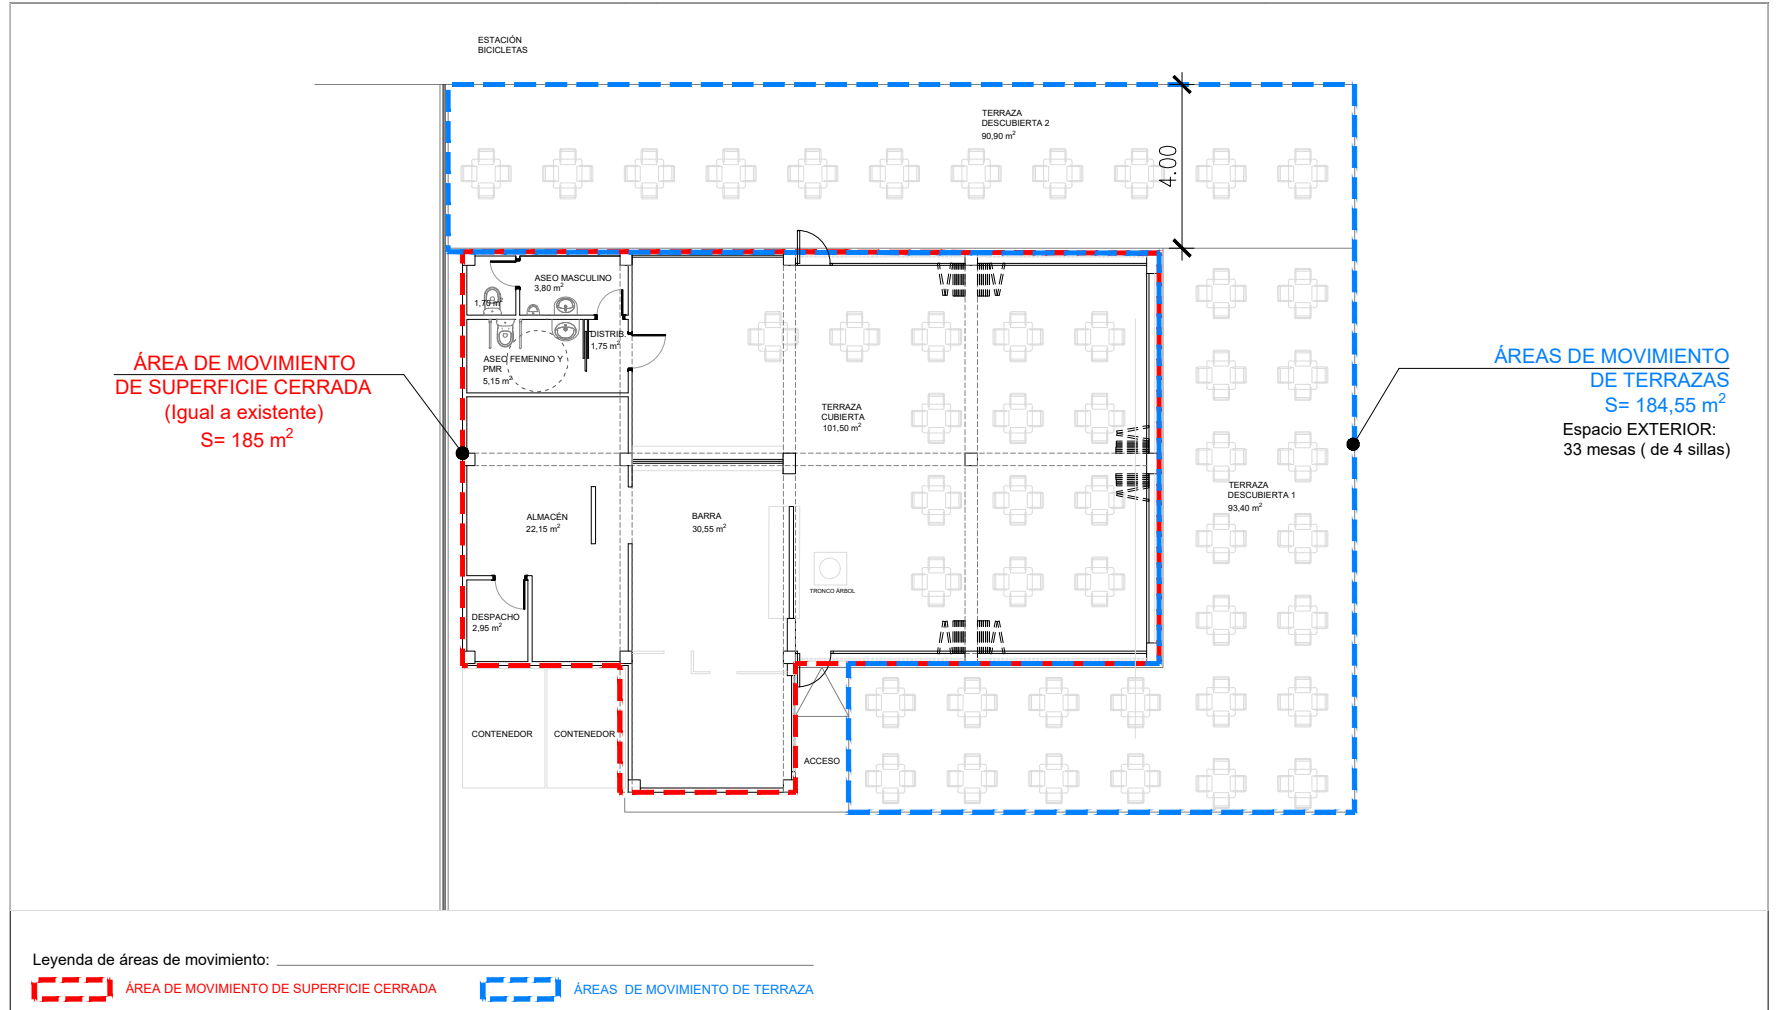 ESTACIÓN
BICICLETAS
TERRAZA
DESCUBIERTA 2
90,90 m²
4.00
ASEO MASCULINO
3,80 m²
1,75 m²
DISTRIB.
1,75 m²
ASEO FEMENINO Y
PMR
5,15 m²
ÁREA DE MOVIMIENTO
DE SUPERFICIE CERRADA
(Igual a existente)
S= 185 m²
ÁREAS DE MOVIMIENTO
DE TERRAZAS
S= 184,55 m²
Espacio EXTERIOR:
33 mesas ( de 4 sillas)
TERRAZA
CUBIERTA
101,50 m²
TERRAZA
DESCUBIERTA 1
93,40 m²
ALMACÉN
22,15 m²
BARRA
30,55 m²
TRONCO ÁRBOL
DESPACHO
2,95 m²
CONTENEDOR
CONTENEDOR
ACCESO
Leyenda de áreas de movimiento:
ÁREA DE MOVIMIENTO DE SUPERFICIE CERRADA
ÁREAS DE MOVIMIENTO DE TERRAZA